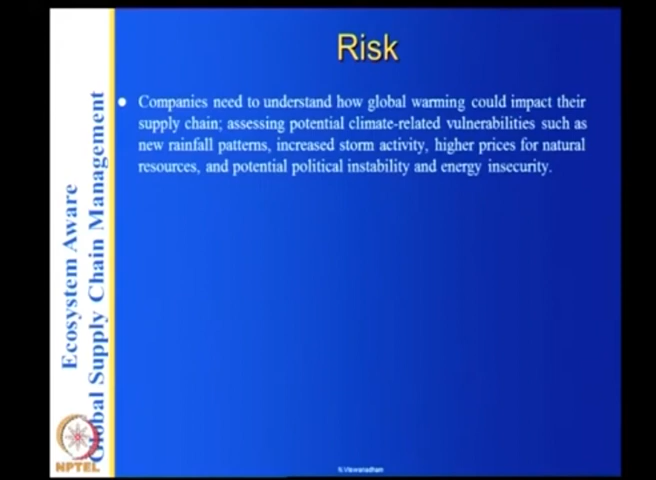 Risk
Companies need to understand how global warming could impact their
supply chain; assessing potential climate-related vulnerabilities such as
new rainfall patterns, increased storm activity, higher prices for natural
resources, and potential political instability and energy insecurity.
Ecosystem Aware
Global Supply Chain Management
NPTEL
N.Viswanadham